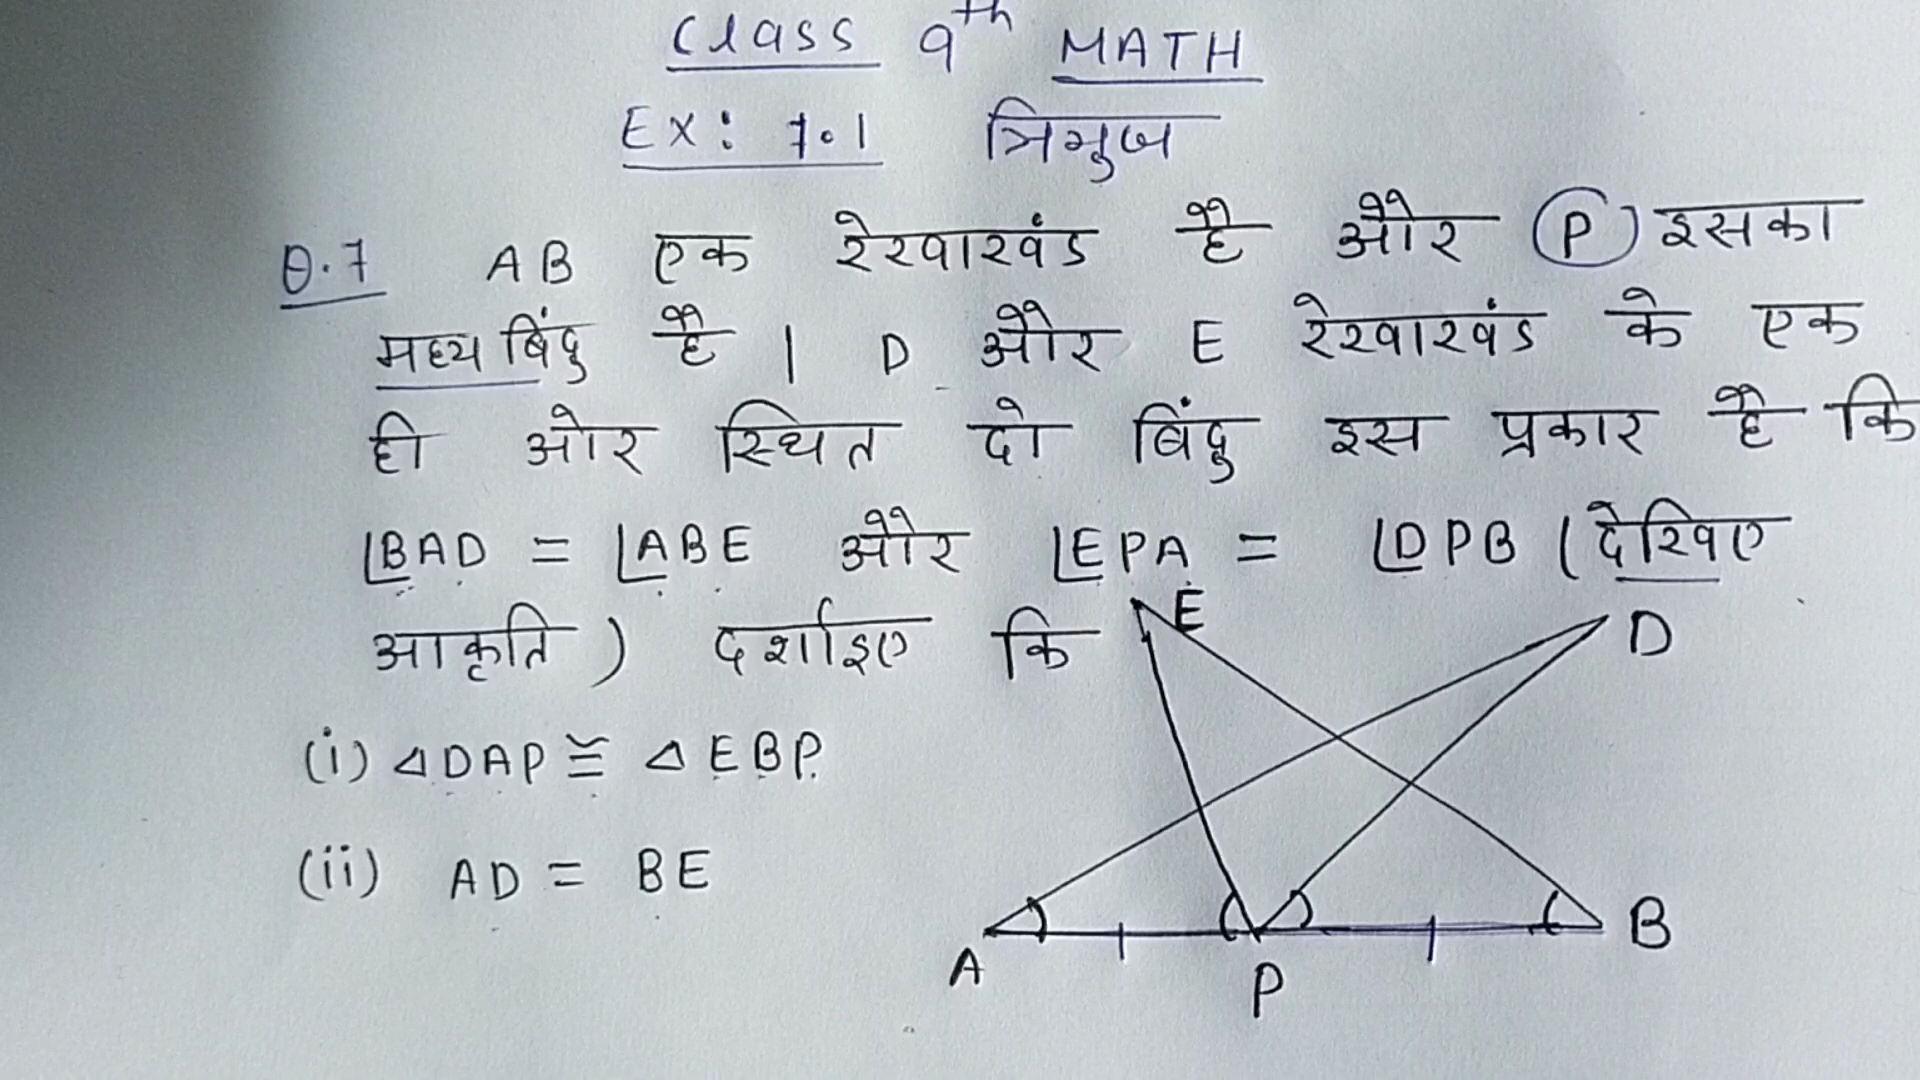 Class 9th MATH
Ex: 7.1 त्रिभुज
Q.7 AB एक रेखाखंड है और P इसका
मध्य बिंदु है | D और E रेखाखंड के एक
ही ओर स्थित दो बिंदु इस प्रकार है कि
∠BAD = ∠ABE और ∠EPA = ∠DPB (देखिए
आकृति) दर्शाइए कि
(i) △DAP ≅ △EBP.
(ii) AD = BE
E
D
A
P
B